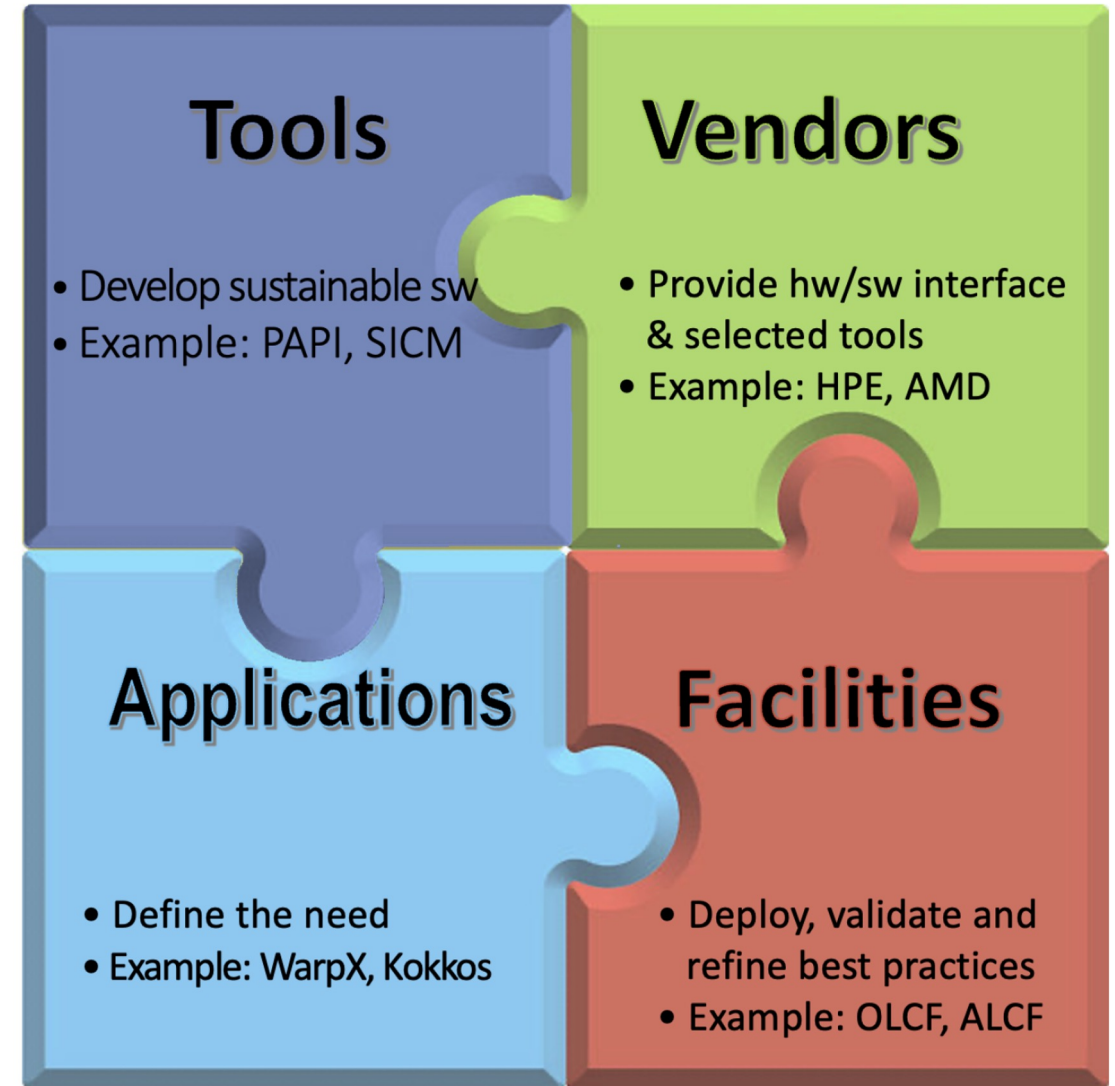 Tools
• Develop sustainable sw
• Example: PAPI, SICM
Vendors
• Provide hw/sw interface
& selected tools
• Example: HPE, AMD
Applications
• Define the need
• Example: WarpX, Kokkos
Facilities
• Deploy, validate and
refine best practices
• Example: OLCF, ALCF